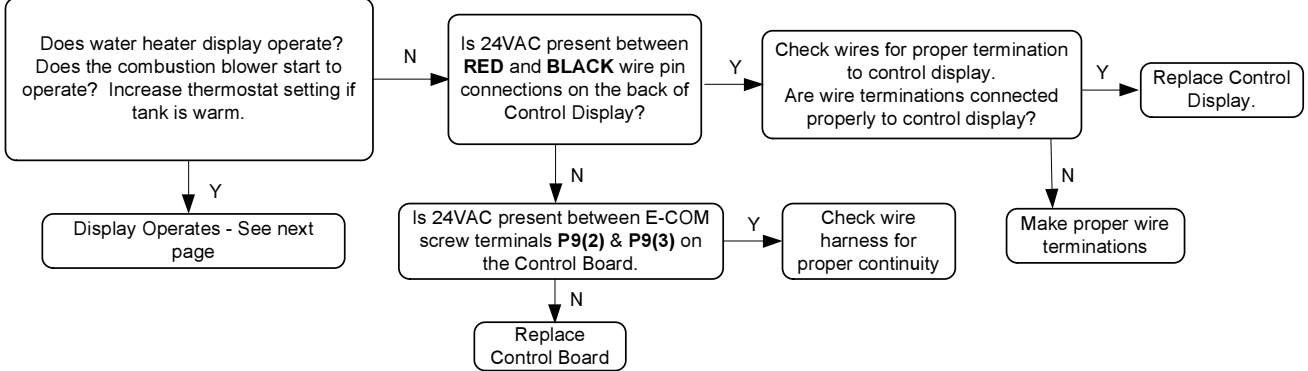 Does water heater display operate?
Does the combustion blower start to
operate?  Increase thermostat setting if
tank is warm.
N
Is 24VAC present between
RED and BLACK wire pin
connections on the back of
Control Display?
Y
Check wires for proper termination
to control display.
Are wire terminations connected
properly to control display?
Y
Replace Control
Display.
Y
Display Operates - See next
page
N
Is 24VAC present between E-COM
screw terminals P9(2) & P9(3) on
the Control Board.
Y
Check wire
harness for
proper continuity
N
Make proper wire
terminations
N
Replace
Control Board